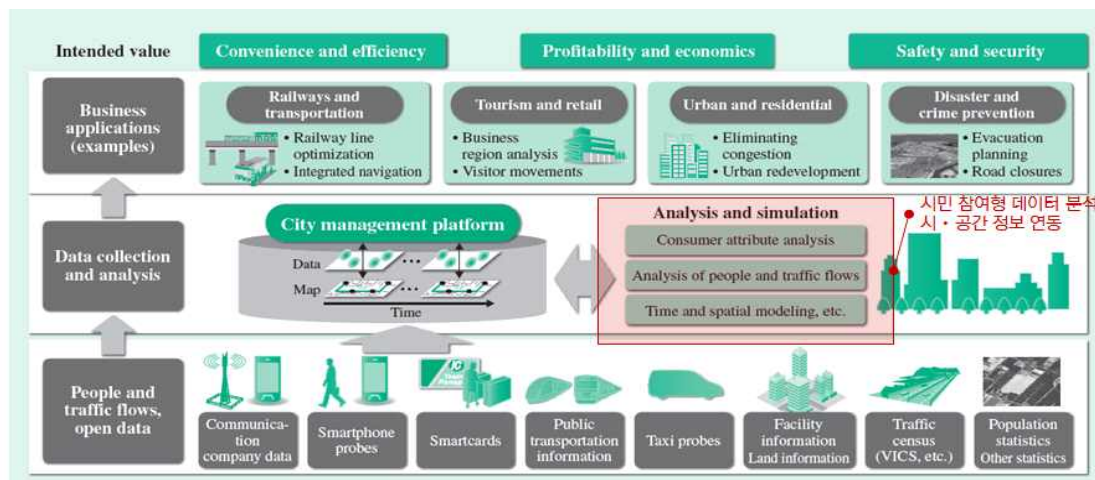 Intended value
Convenience and efficiency
Profitability and economics
Safety and security
Business
applications
(examples)
Railways and
transportation
• Railway line
optimization
• Integrated navigation
Tourism and retail
• Business
region analysis
• Visitor movements
Urban and residential
• Eliminating
congestion
• Urban redevelopment
Disaster and
crime prevention
• Evacuation
planning
• Road closures
Data collection
and analysis
City management platform
Data
...
Map
...
Time
Analysis and simulation
Consumer attribute analysis
Analysis of people and traffic flows
Time and spatial modeling, etc.
시민 참여형 데이터 분석
시・공간 정보 연동
People and
traffic flows,
open data
Communica-
tion
company data
Smartphone
probes
Smartcards
Public
transportation
information
Taxi probes
Facility
information
Land information
Traffic
census
(VICS, etc.)
Population
statistics
Other statistics